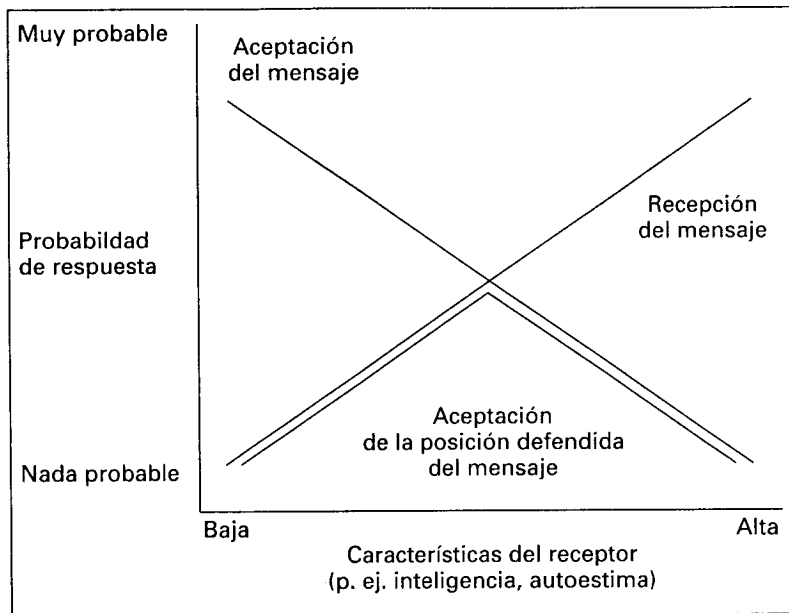 Muy probable
Aceptación
del mensaje
Recepción
del mensaje
Probabildad
de respuesta
Aceptación
de la posición defendida
del mensaje
Nada probable
Baja
Alta
Características del receptor
(p. ej. inteligencia, autoestima)